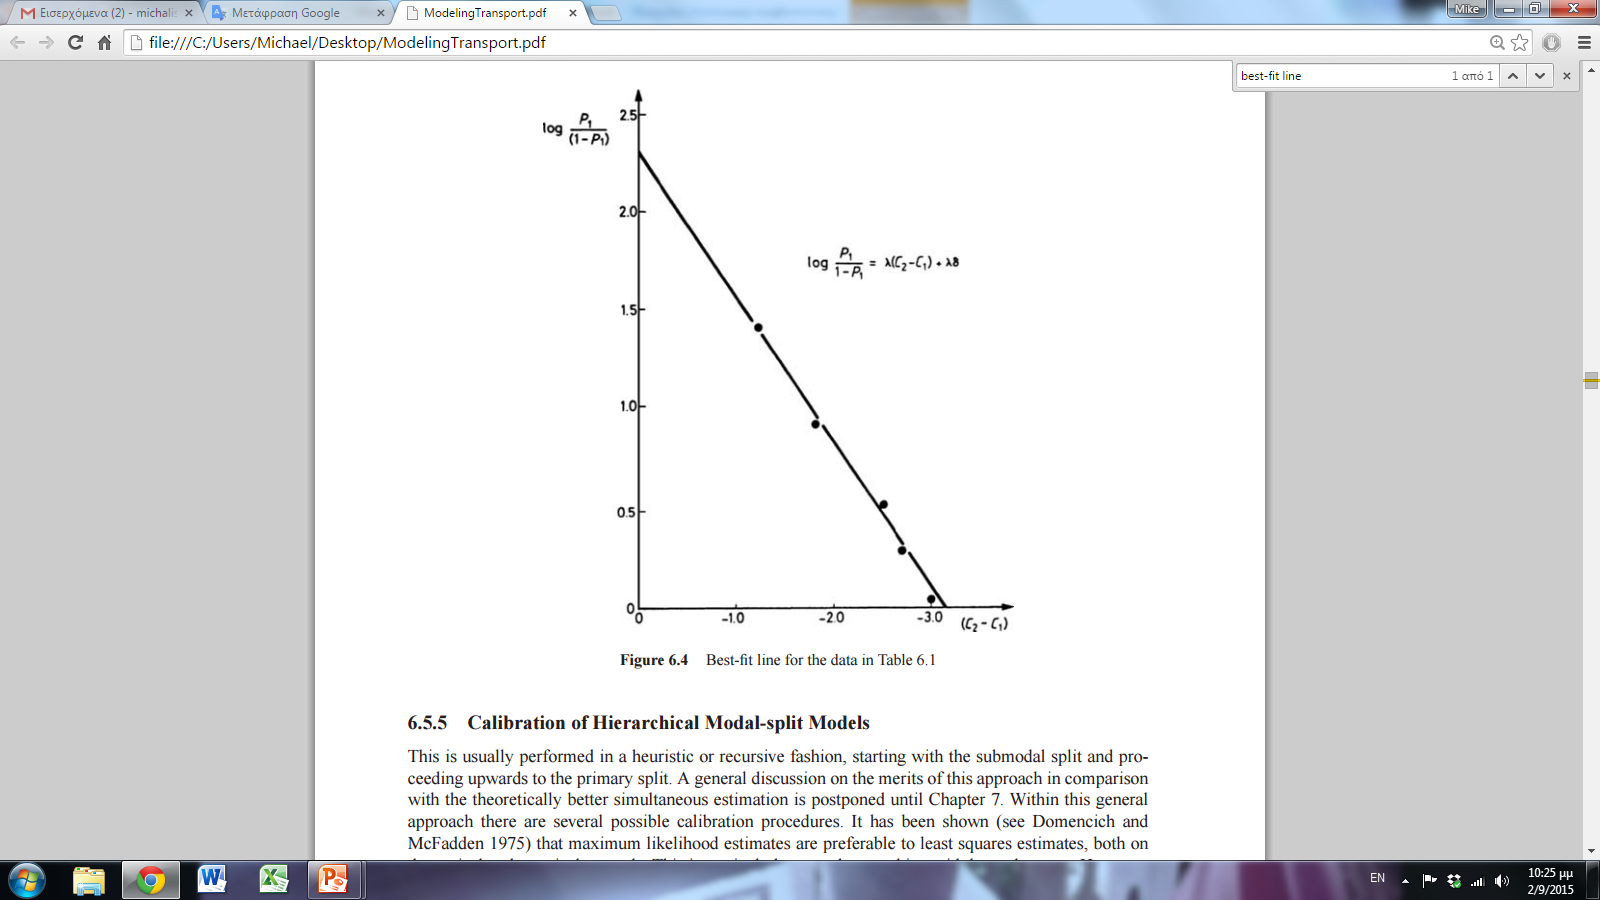 Εισερχόμενα (2) - michali
Μετάφραση Google
ModelingTransport.pdf
Mike
file:///C:/Users/Michael/Desktop/ModelingTransport.pdf
best-fit line 1 από 1
log P₁/(1-P₁)
2.5
2.0
log P₁/1-P₁ = λ(C₂-C₁) + λδ
1.5
1.0
0.5
0
0 -1.0 -2.0 -3.0 (C₂-C₁)
Figure 6.4 Best-fit line for the data in Table 6.1
6.5.5 Calibration of Hierarchical Modal-split Models
This is usually performed in a heuristic or recursive fashion, starting with the submodal split and pro-
ceeding upwards to the primary split. A general discussion on the merits of this approach in comparison
with the theoretically better simultaneous estimation is postponed until Chapter 7. Within this general
approach there are several possible calibration procedures. It has been shown (see Domencich and
McFadden 1975) that maximum likelihood estimates are preferable to least squares estimates, both on
EN
10:25 μμ
2/9/2015